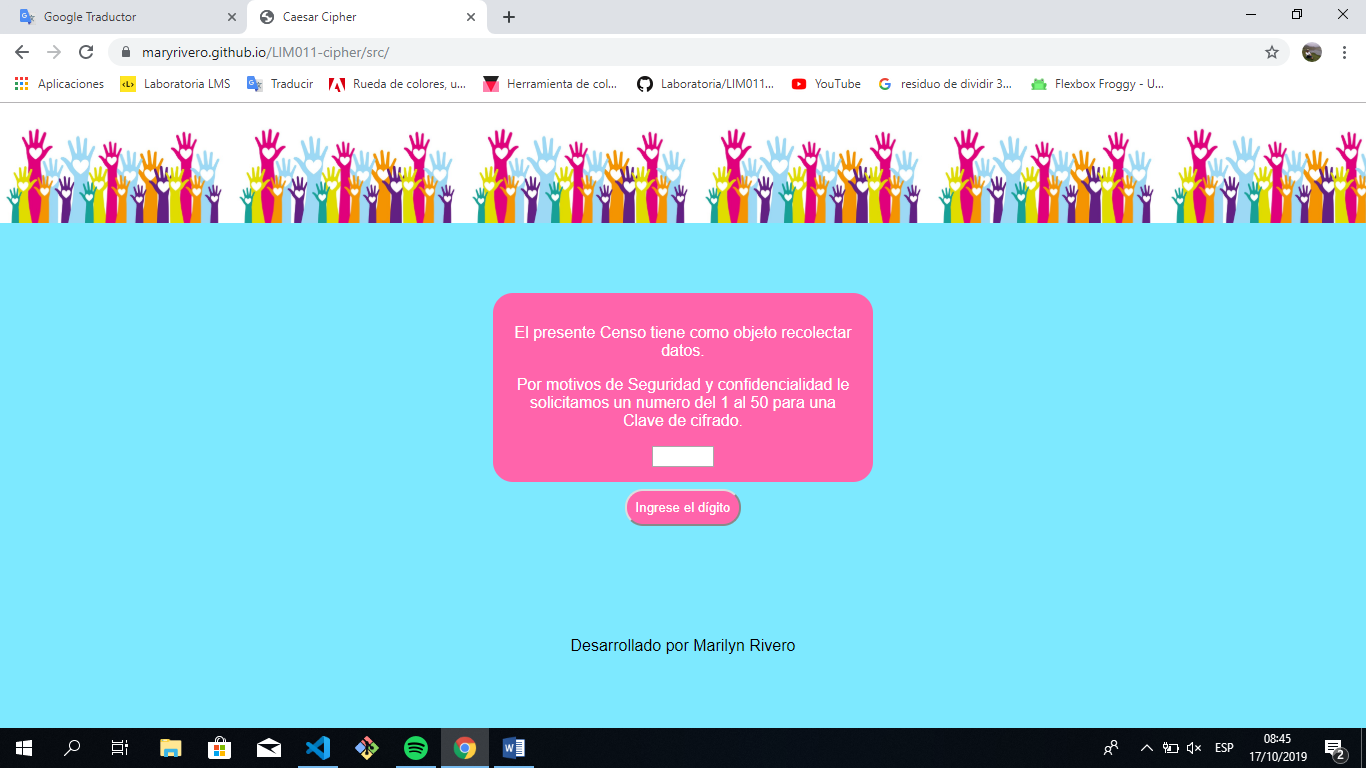 Google Traductor
Caesar Cipher
maryrivero.github.io/LIM011-cipher/src/
Aplicaciones
<L>
Laboratoria LMS
Traducir
Rueda de colores, u...
Herramienta de col...
Laboratoria/LIM011...
YouTube
residuo de dividir 3...
Flexbox Froggy - U...
El presente Censo tiene como objeto recolectar
datos.
Por motivos de Seguridad y confidencialidad le
solicitamos un numero del 1 al 50 para una
Clave de cifrado.
Ingrese el dígito
Desarrollado por Marilyn Rivero
ESP
08:45
17/10/2019
2